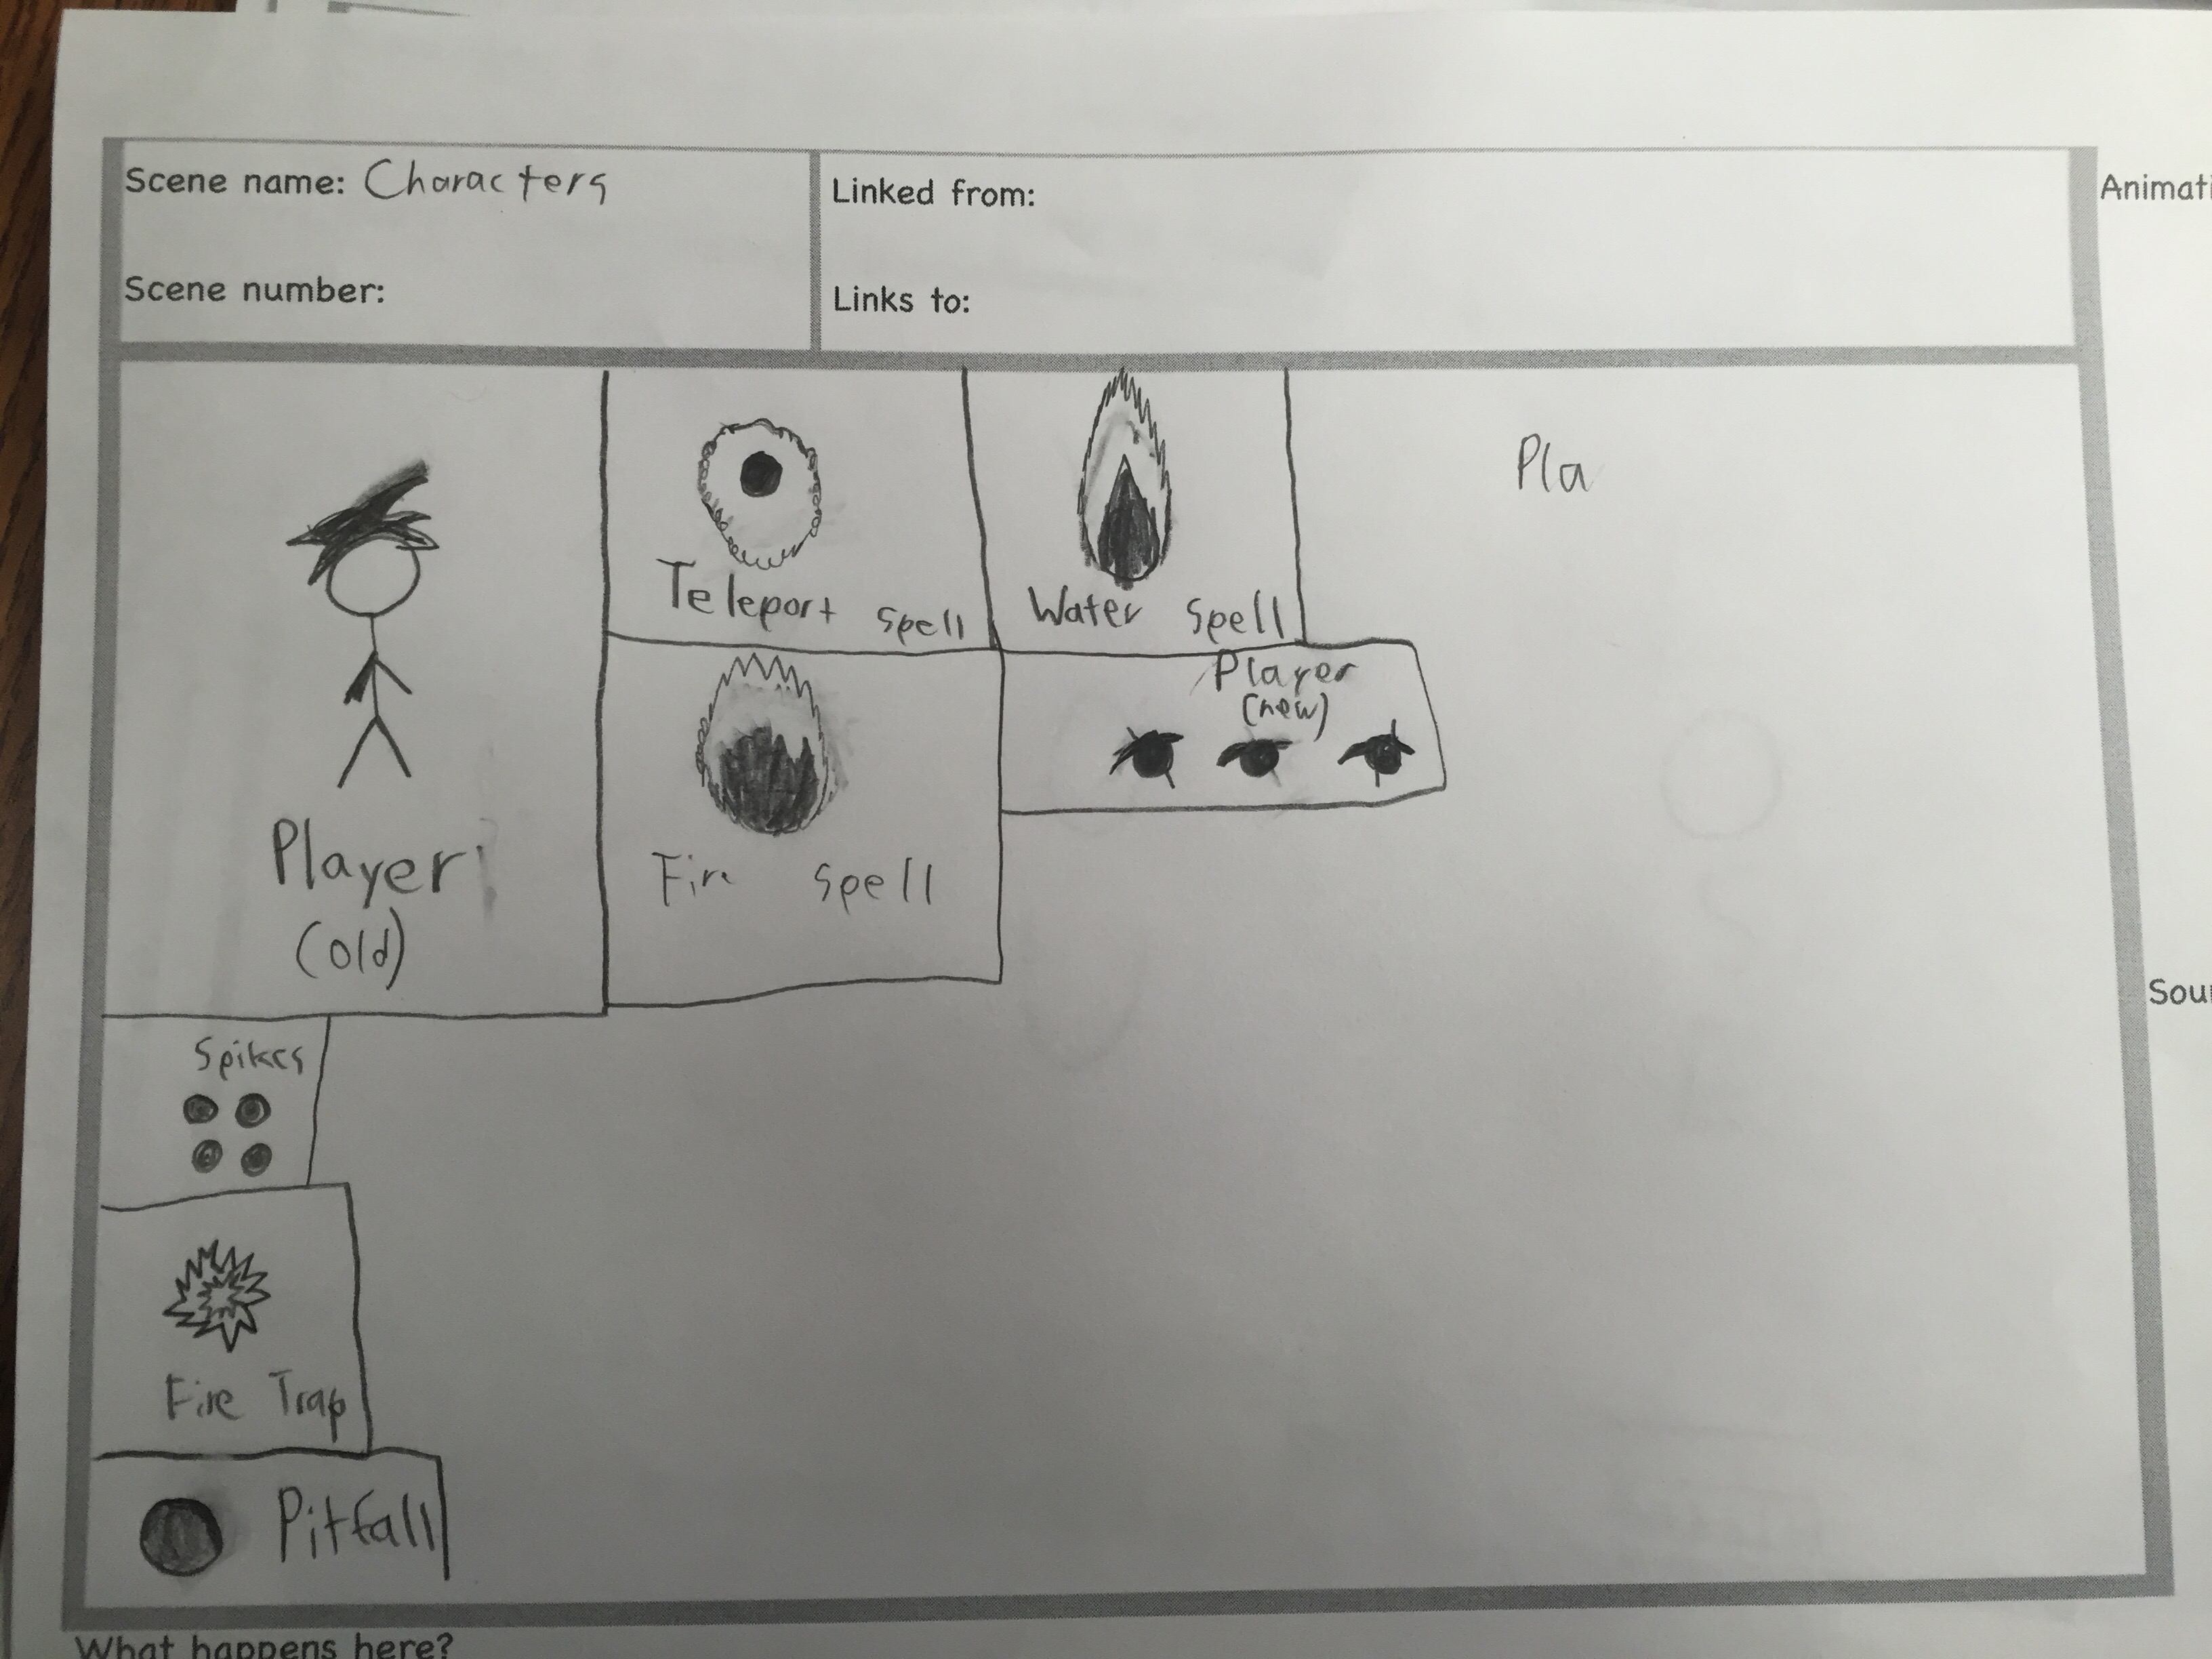 Scene name: Characters
Linked from:
Animati
Scene number:
Links to:
Pla
Teleport Spell
Water Spell
Player
(new)
Player
(old)
Fire Spell
Sour
Spikes
Fire Trap
Pitfall
What happens here?